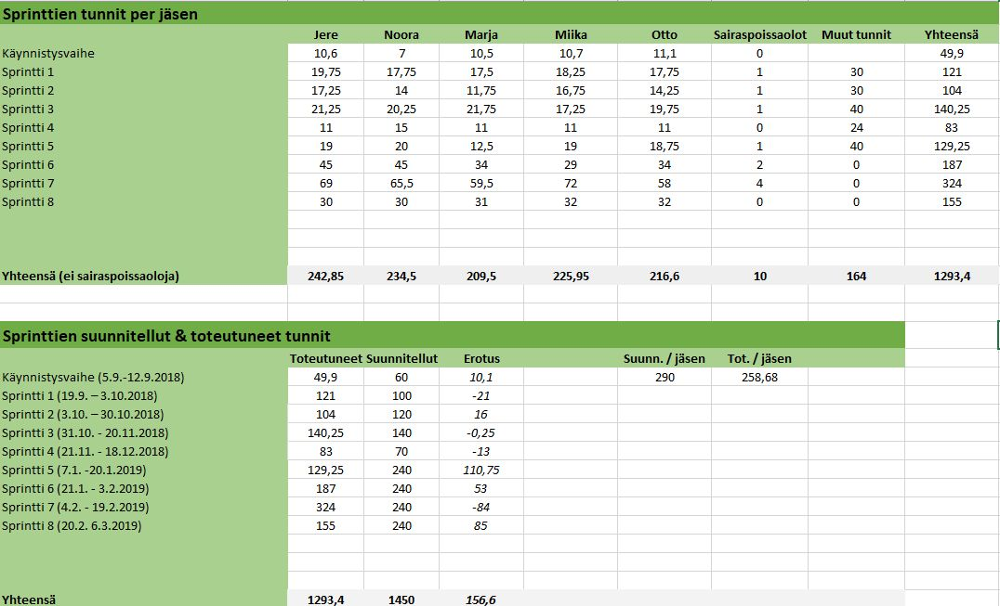 Sprinttien tunnit per jäsen
Jere Noora Marja Miika Otto Sairaspoissaolot Muut tunnit Yhteensä
Käynnistysvaihe 10,6 7 10,5 10,7 11,1 0 49,9
Sprintti 1 19,75 17,75 17,5 18,25 17,75 1 30 121
Sprintti 2 17,25 14 11,75 16,75 14,25 1 30 104
Sprintti 3 21,25 20,25 21,75 17,25 19,75 1 40 140,25
Sprintti 4 11 15 11 11 11 0 24 83
Sprintti 5 19 20 12,5 19 18,75 1 40 129,25
Sprintti 6 45 45 34 29 34 2 0 187
Sprintti 7 69 65,5 59,5 72 58 4 0 324
Sprintti 8 30 30 31 32 32 0 0 155
Yhteensä (ei sairaspoissaoloja) 242,85 234,5 209,5 225,95 216,6 10 164 1293,4
Sprinttien suunnitellut & toteutuneet tunnit
Toteutuneet Suunnitellut Erotus Suunn. / jäsen Tot. / jäsen
Käynnistysvaihe (5.9.-12.9.2018) 49,9 60 10,1 290 258,68
Sprintti 1 (19.9. – 3.10.2018) 121 100 -21
Sprintti 2 (3.10. – 30.10.2018) 104 120 16
Sprintti 3 (31.10. - 20.11.2018) 140,25 140 -0,25
Sprintti 4 (21.11. - 18.12.2018) 83 70 -13
Sprintti 5 (7.1. -20.1.2019) 129,25 240 110,75
Sprintti 6 (21.1. - 3.2.2019) 187 240 53
Sprintti 7 (4.2. - 19.2.2019) 324 240 -84
Sprintti 8 (20.2. 6.3.2019) 155 240 85
Yhteensä 1293,4 1450 156,6